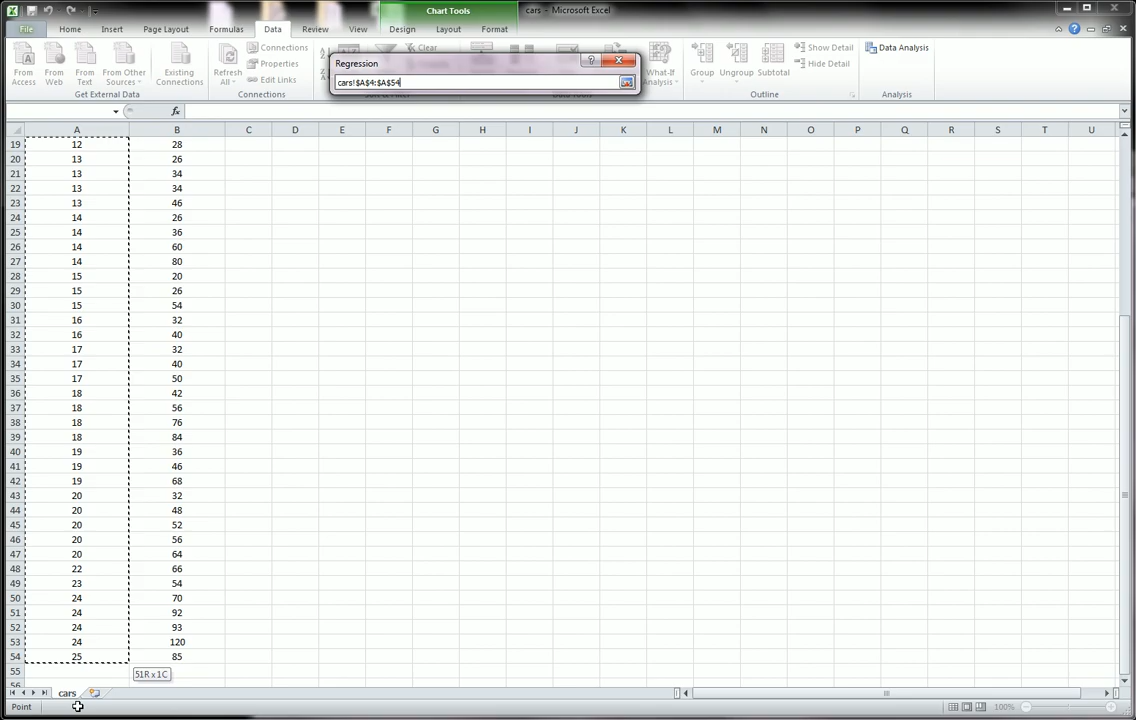 Chart Tools
cars - Microsoft Excel
File Home Insert Page Layout Formulas Data Review View Design Layout Format
From Access
From Web
From Text
From Other Sources
Existing Connections
Get External Data
Refresh All
Connections
Properties
Edit Links
Connections
Clear
What-If Analysis
Group
Ungroup
Subtotal
Show Detail
Hide Detail
Outline
Data Analysis
Analysis
Regression
cars!$A$4:$A$54
fx
A B C D E F G H I J K L M N O P Q R S T U
19 12 28
20 13 26
21 13 34
22 13 34
23 13 46
24 14 26
25 14 36
26 14 60
27 14 80
28 15 20
29 15 26
30 15 54
31 16 32
32 16 40
33 17 32
34 17 40
35 17 50
36 18 42
37 18 56
38 18 76
39 18 84
40 19 36
41 19 46
42 19 68
43 20 32
44 20 48
45 20 52
46 20 56
47 20 64
48 22 66
49 23 54
50 24 70
51 24 92
52 24 93
53 24 120
54 25 85
55
51R x 1C
56
cars
Point
100%